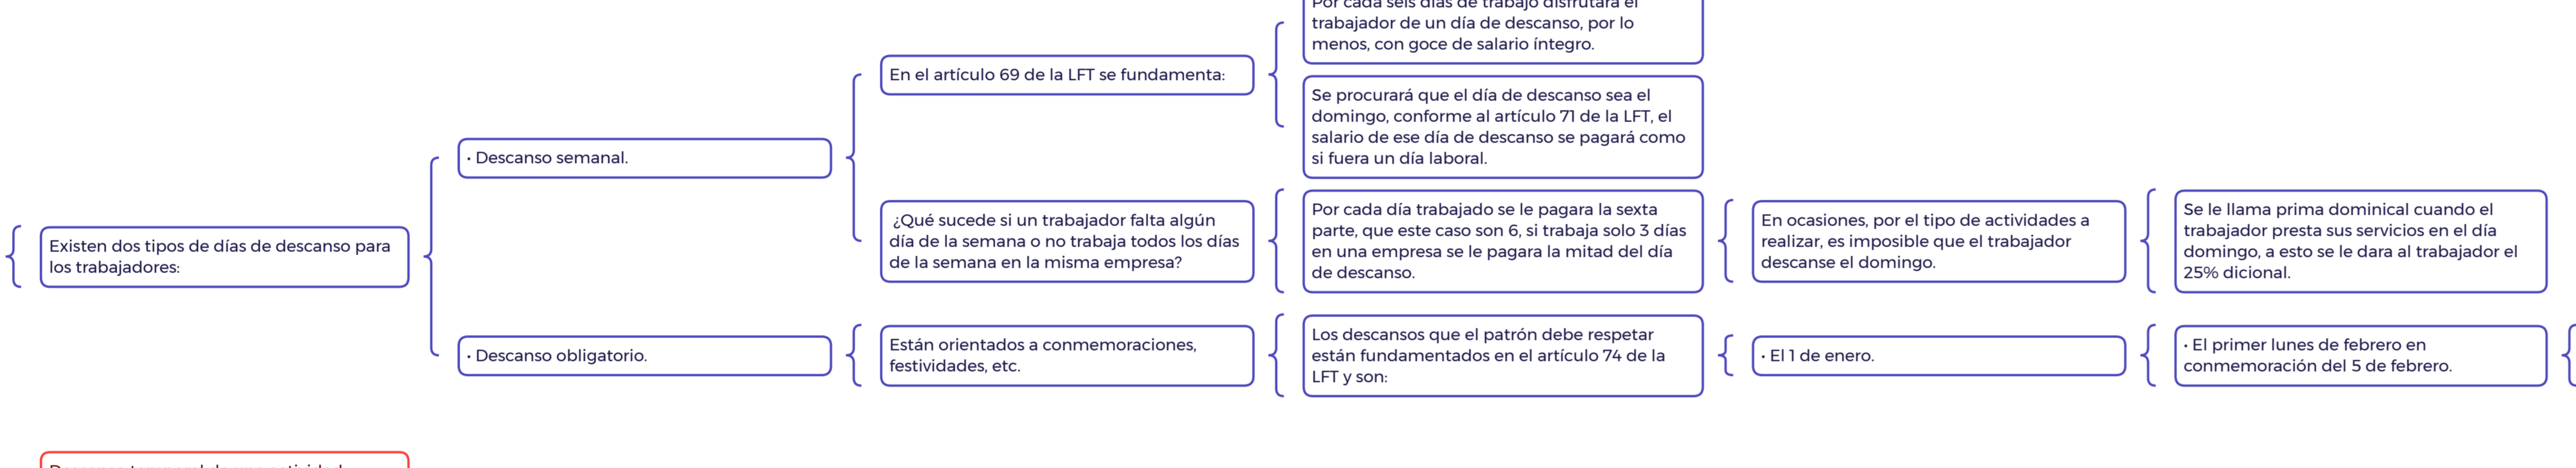 Por cada seis días de trabajo disfrutará el
trabajador de un día de descanso, por lo
menos, con goce de salario íntegro.
En el artículo 69 de la LFT se fundamenta:
Se procurará que el día de descanso sea el
domingo, conforme al artículo 71 de la LFT, el
salario de ese día de descanso se pagará como
si fuera un día laboral.
• Descanso semanal.
¿Qué sucede si un trabajador falta algún
día de la semana o no trabaja todos los días
de la semana en la misma empresa?
Por cada día trabajado se le pagara la sexta
parte, que este caso son 6, si trabaja solo 3 días
en una empresa se le pagara la mitad del día
de descanso.
En ocasiones, por el tipo de actividades a
realizar, es imposible que el trabajador
descanse el domingo.
Se le llama prima dominical cuando el
trabajador presta sus servicios en el día
domingo, a esto se le dara al trabajador el
25% dicional.
Existen dos tipos de días de descanso para
los trabajadores:
• Descanso obligatorio.
Están orientados a conmemoraciones,
festividades, etc.
Los descansos que el patrón debe respetar
están fundamentados en el artículo 74 de la
LFT y son:
• El 1 de enero.
• El primer lunes de febrero en
conmemoración del 5 de febrero.